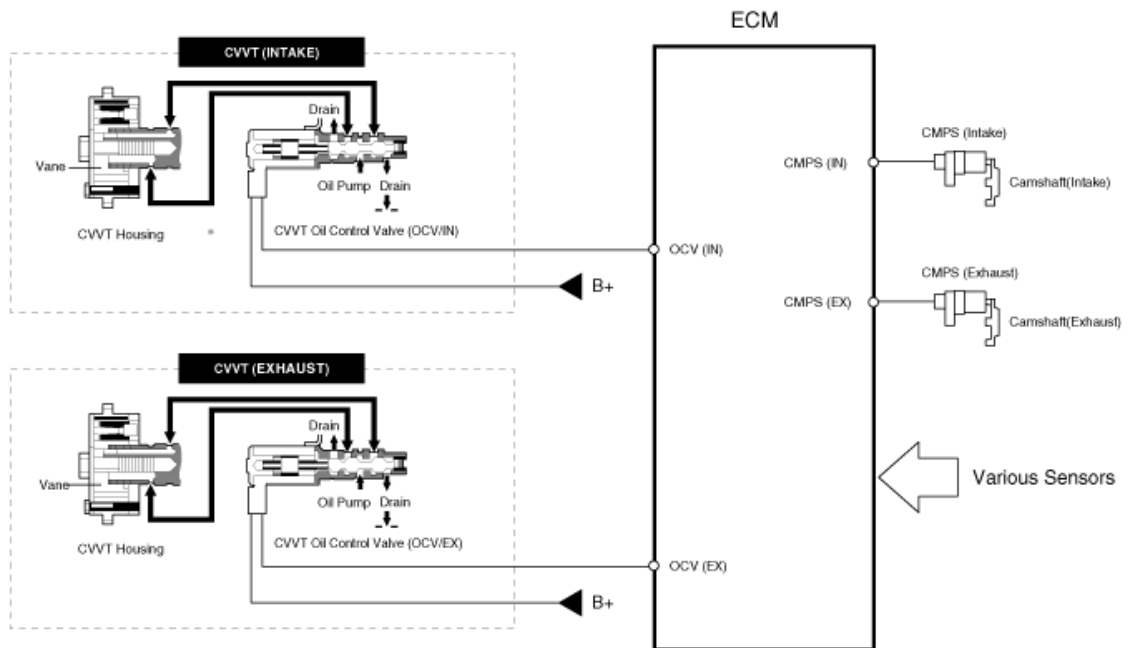 ECM
CVVT (INTAKE)
Drain
Vane
Oil Pump
Drain
CVVT Housing
CVVT Oil Control Valve (OCV/IN)
B+
OCV (IN)
CMPS (IN)
CMPS (Intake)
Camshaft(Intake)
CMPS (EX)
CMPS (Exhaust)
Camshaft(Exhaust)
CVVT (EXHAUST)
Drain
Vane
Oil Pump
Drain
CVVT Housing
CVVT Oil Control Valve (OCV/EX)
B+
OCV (EX)
Various Sensors